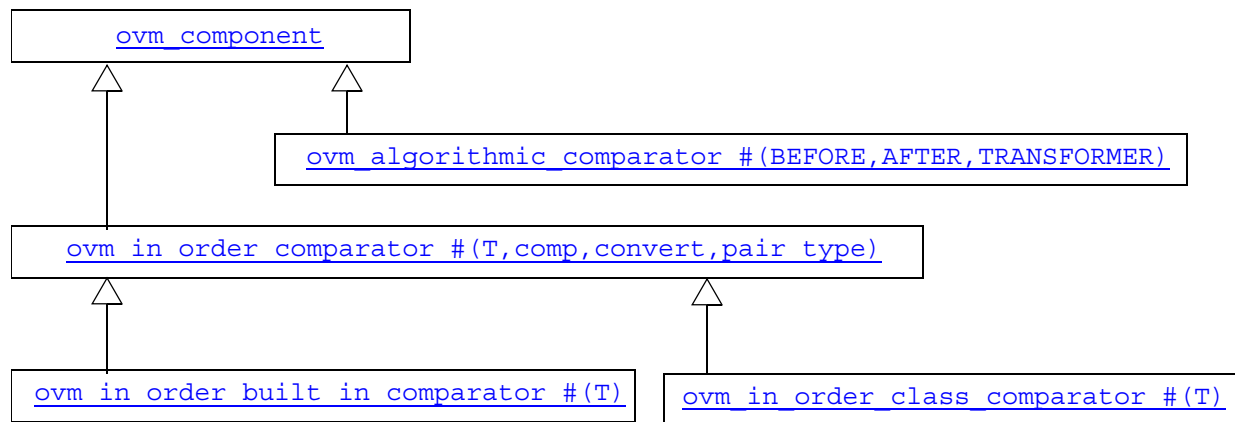 ovm_component
ovm_algorithmic_comparator #(BEFORE,AFTER,TRANSFORMER)
ovm_in_order_comparator #(T,comp,convert,pair_type)
ovm_in_order_built_in_comparator #(T)
ovm_in_order_class_comparator #(T)